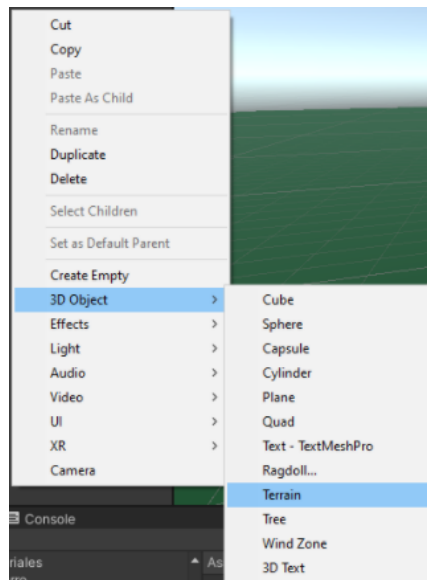 Cut
Copy
Paste
Paste As Child
Rename
Duplicate
Delete
Select Children
Set as Default Parent
Create Empty
3D Object
Effects
Light
Audio
Video
UI
XR
Camera
Cube
Sphere
Capsule
Cylinder
Plane
Quad
Text - TextMeshPro
Ragdoll...
Terrain
Tree
Wind Zone
3D Text
Console
riales
As